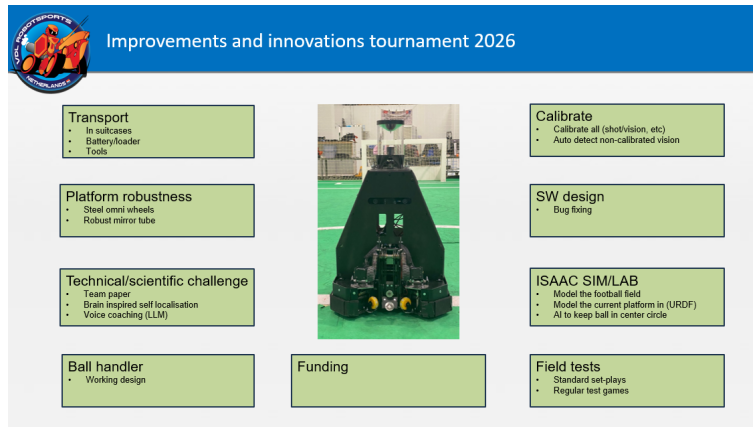 VDL ROBOTSPORTS
NETHERLANDS
Improvements and innovations tournament 2026
Transport
• In suitcases
• Battery/loader
• Tools
Platform robustness
• Steel omni wheels
• Robust mirror tube
Technical/scientific challenge
• Team paper
• Brain inspired self localisation
• Voice coaching (LLM)
Ball handler
• Working design
Funding
Calibrate
• Calibrate all (shot/vision, etc)
• Auto detect non-calibrated vision
SW design
• Bug fixing
ISAAC SIM/LAB
• Model the football field
• Model the current platform in (URDF)
• AI to keep ball in center circle
Field tests
• Standard set-plays
• Regular test games